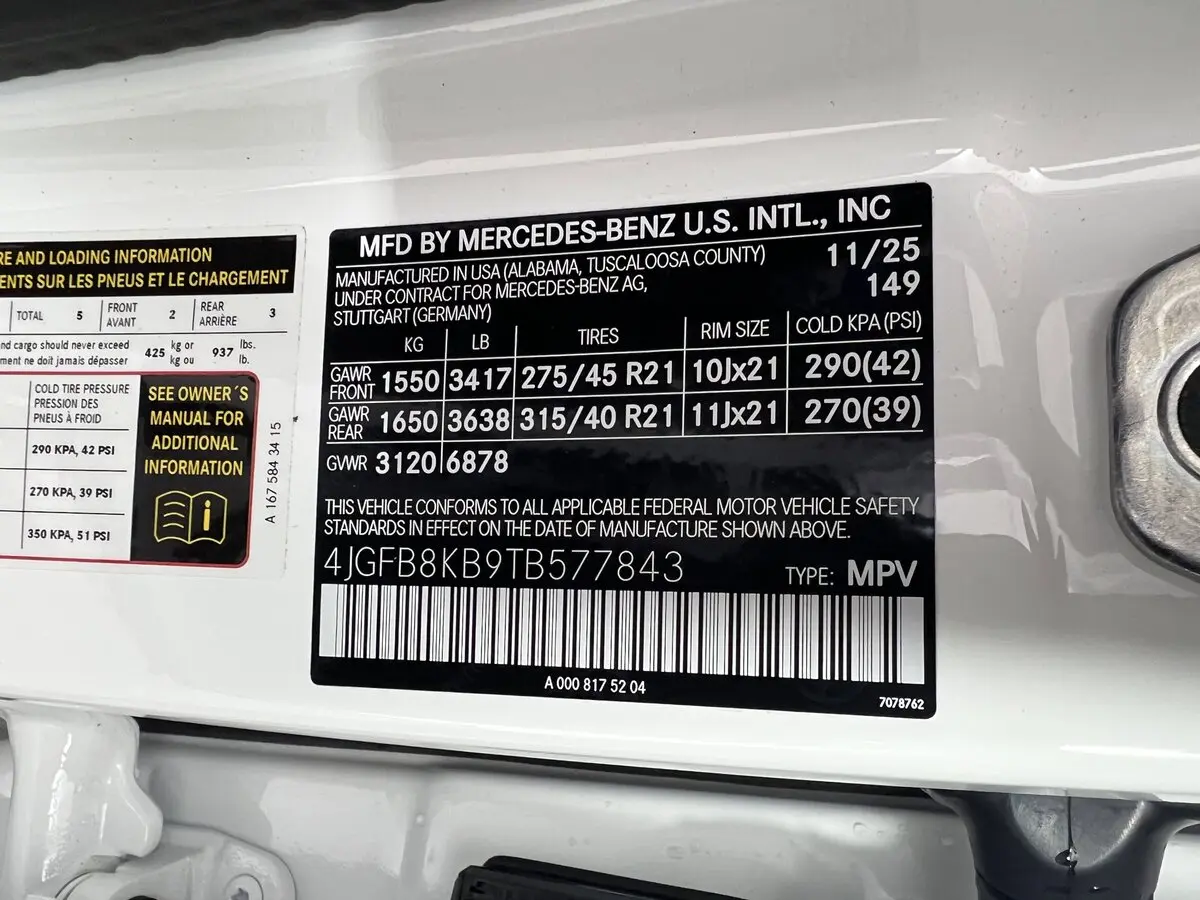 RE AND LOADING INFORMATION
ENTS SUR LES PNEUS ET LE CHARGEMENT
TOTAL 5 FRONT AVANT 2 REAR ARRIÈRE 3
nd cargo should never exceed
ment ne doit jamais dépasser
425 kg or kg ou 937 lbs. lb.
COLD TIRE PRESSURE
PRESSION DES
PNEUS À FROID
290 KPA, 42 PSI
270 KPA, 39 PSI
350 KPA, 51 PSI
SEE OWNER´S
MANUAL FOR
ADDITIONAL
INFORMATION
i
A 167 584 34 15
MFD BY MERCEDES-BENZ U.S. INTL., INC
MANUFACTURED IN USA (ALABAMA, TUSCALOOSA COUNTY) 11/25
UNDER CONTRACT FOR MERCEDES-BENZ AG, 149
STUTTGART (GERMANY)
KG LB TIRES RIM SIZE COLD KPA (PSI)
GAWR FRONT 1550 3417 275/45 R21 10Jx21 290(42)
GAWR REAR 1650 3638 315/40 R21 11Jx21 270(39)
GVWR 3120 6878
THIS VEHICLE CONFORMS TO ALL APPLICABLE FEDERAL MOTOR VEHICLE SAFETY
STANDARDS IN EFFECT ON THE DATE OF MANUFACTURE SHOWN ABOVE.
4JGFB8KB9TB577843 TYPE: MPV
A 000 817 52 04
7078762